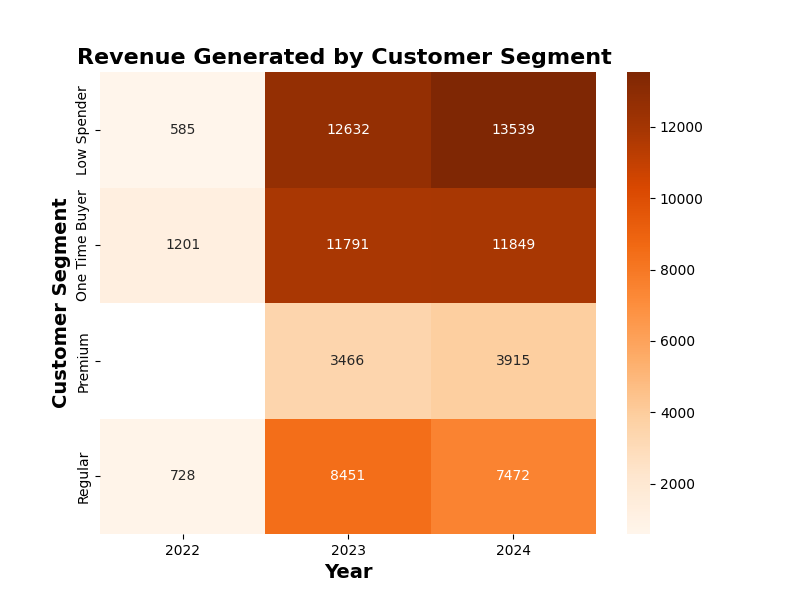 Revenue Generated by Customer Segment
Customer Segment
Low Spender
585 12632 13539
One Time Buyer
1201 11791 11849
Premium
3466 3915
Regular
728 8451 7472
2022 2023 2024
Year
12000
10000
8000
6000
4000
2000